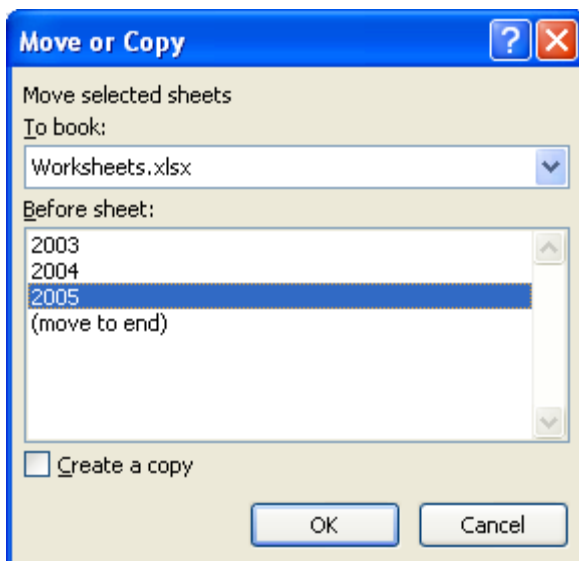 Move or Copy ?
Move selected sheets
To book:
Worksheets.xlsx
Before sheet:
2003
2004
2005
(move to end)
Create a copy
OK Cancel